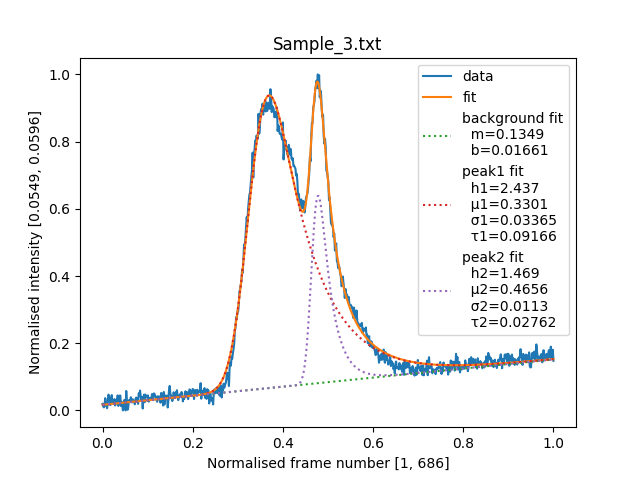 Sample_3.txt
Normalised intensity [0.0549, 0.0596]
1.0
0.8
0.6
0.4
0.2
0.0
0.0 0.2 0.4 0.6 0.8 1.0
Normalised frame number [1, 686]
data
fit
background fit
m=0.1349
b=0.01661
peak1 fit
h1=2.437
μ1=0.3301
σ1=0.03365
τ1=0.09166
peak2 fit
h2=1.469
μ2=0.4656
σ2=0.0113
τ2=0.02762